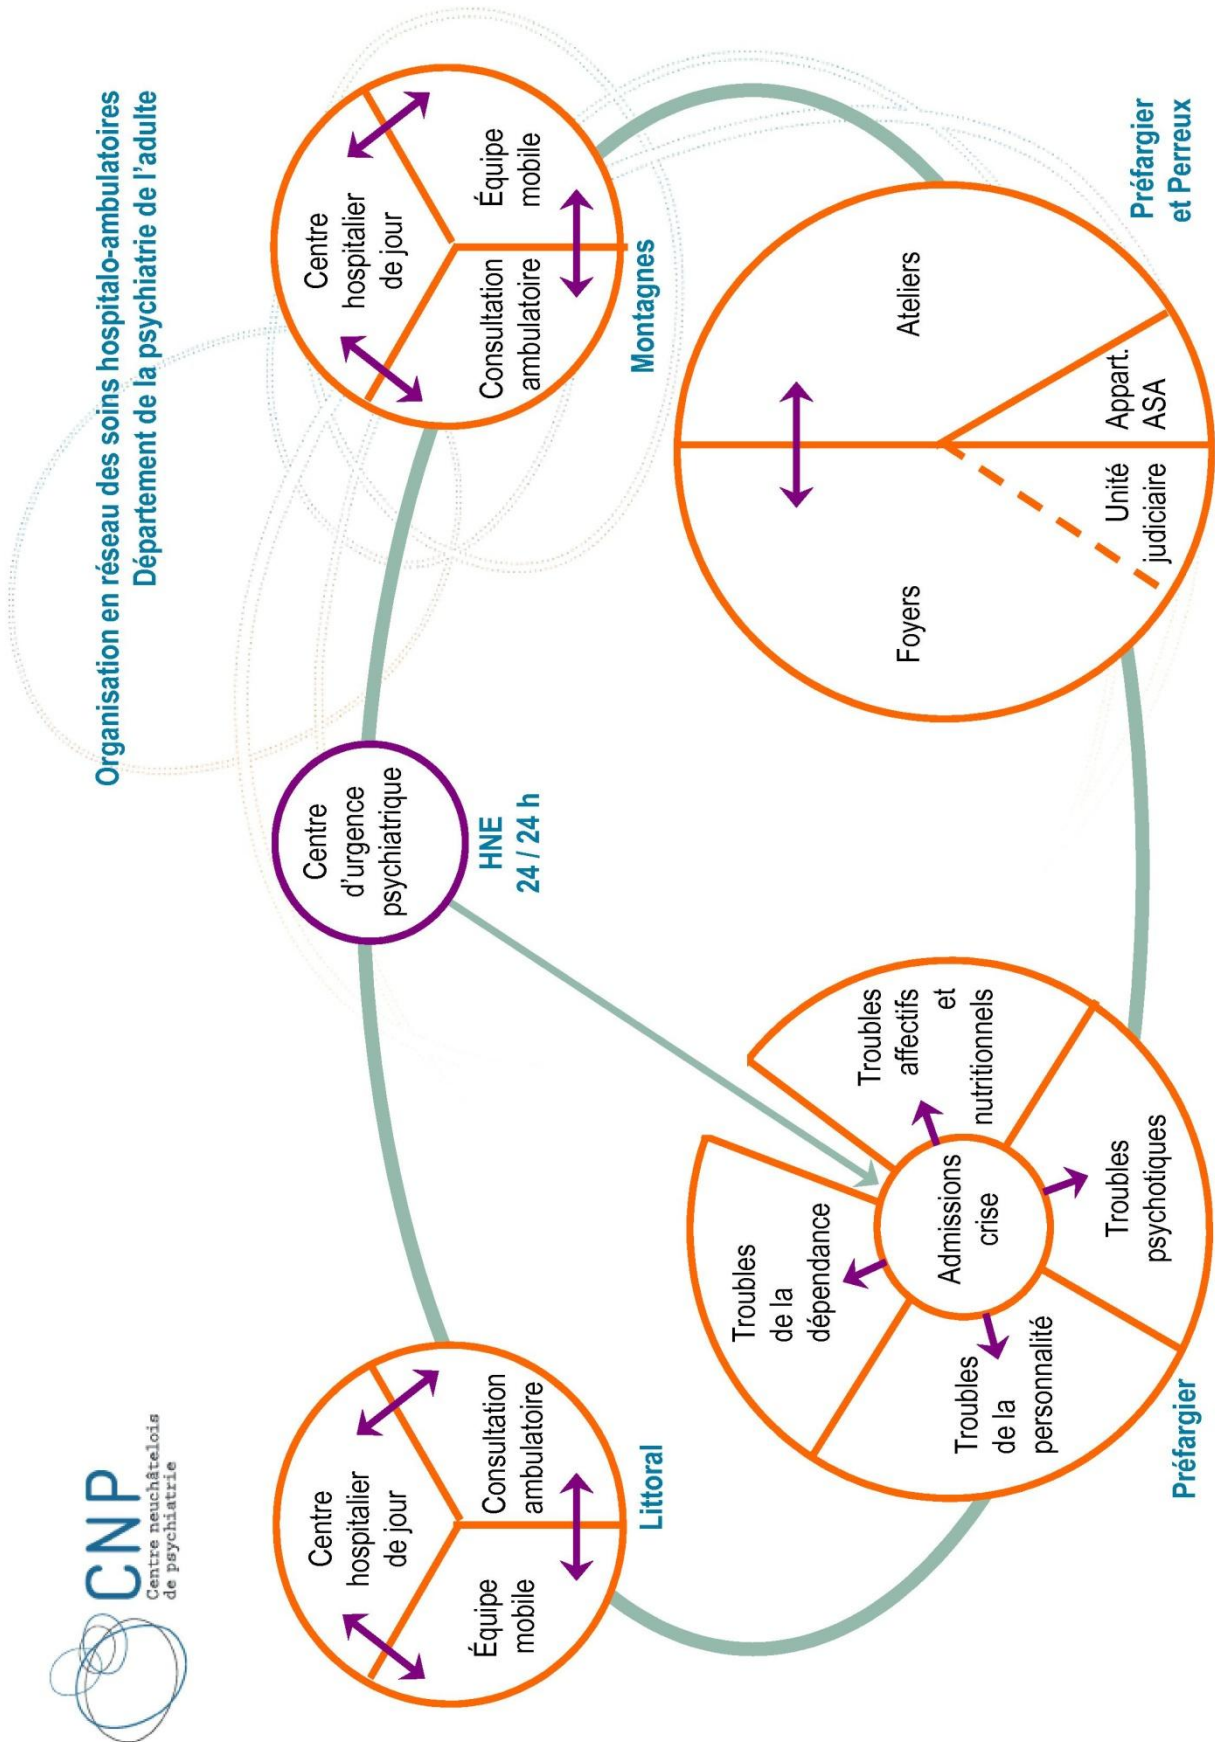 CNP
Centre neuchâtelois
de psychiatrie
Organisation en réseau des soins hospitalo-ambulatoires
Département de la psychiatrie de l'adulte
Centre
hospitalier
de jour
Équipe
mobile
Consultation
ambulatoire
Littoral
Centre
d'urgence
psychiatrique
HNE
24 / 24 h
Centre
hospitalier
de jour
Consultation
ambulatoire
Équipe
mobile
Montagnes
Troubles
de la
dépendance
Troubles
affectifs
et
nutritionnels
Admissions
crise
Troubles
de la
personnalité
Troubles
psychotiques
Préfargier
Foyers
Ateliers
Unité
judiciaire
Appart.
ASA
Préfargier
et Perreux